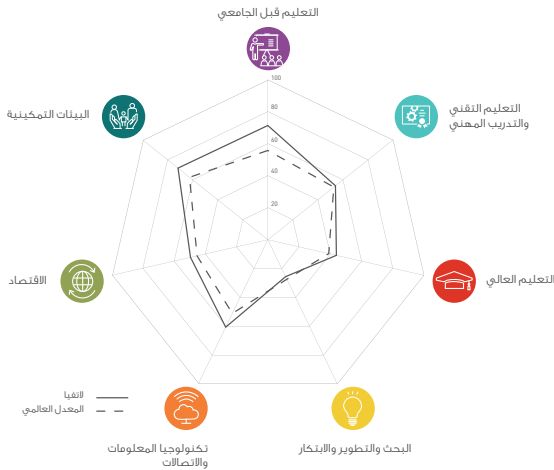 التعليم قبل الجامعي
100
80
60
40
20
التعليم التقني
والتدريب المهني
التعليم العالي
البحث والتطوير والابتكار
تكنولوجيا المعلومات
والاتصالات
الاقتصاد
البيئات التمكينية
لاتفيا
المعدل العالمي